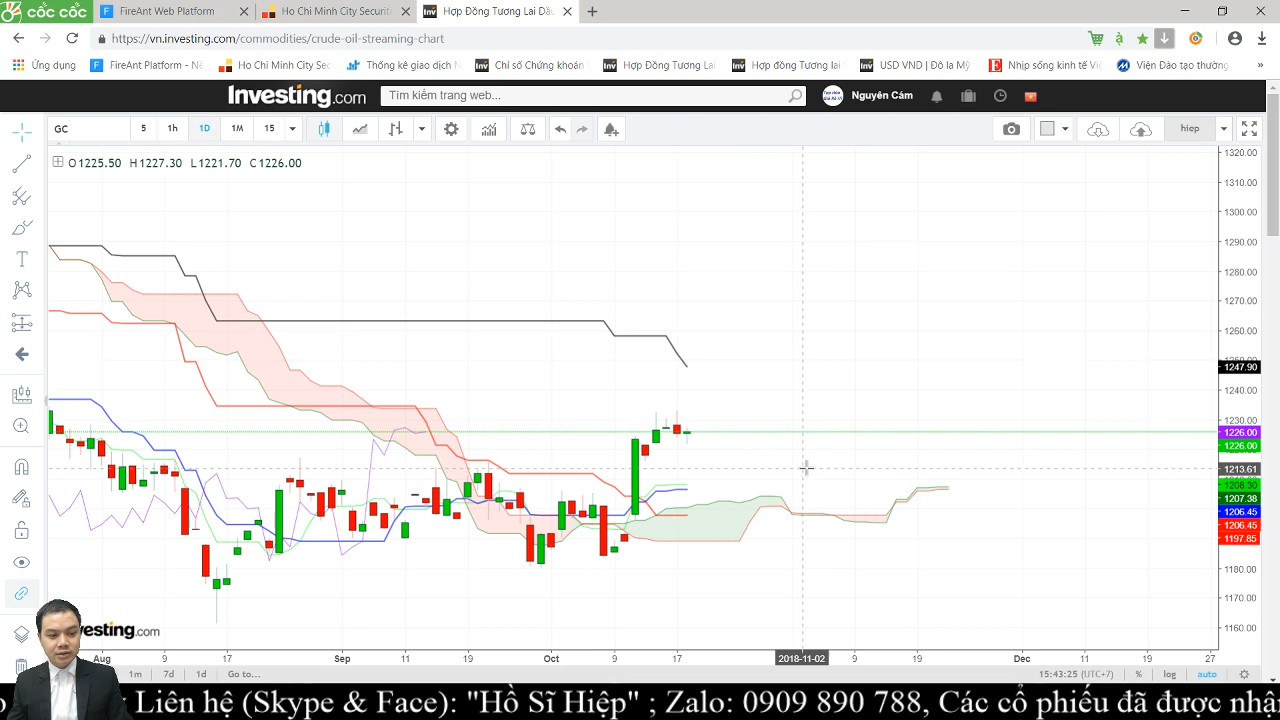 CỐC CỐC
FireAnt Web Platform
Ho Chi Minh City Securiti
Hợp Đồng Tương Lai Dầu
https://vn.investing.com/commodities/crude-oil-streaming-chart
Ứng dụng
FireAnt Platform - Nề
Ho Chi Minh City Sec
Thống kê giao dịch N
Chỉ số Chứng khoán
Hợp Đồng Tương Lai
Hợp đồng Tương lai
USD VND | Đô la Mỹ
Nhịp sống kinh tế Vi
Viện Đào tạo thường
»
Investing.com
Tìm kiếm trang web...
Nguyên Cẩm
GC
5
1h
1D
1M
15
hiep
O 1225.50 H 1227.30 L 1221.70 C 1226.00
1320.00
1310.00
1300.00
1290.00
1280.00
1270.00
1260.00
1247.90
1240.00
1230.00
1226.00
1226.00
1213.61
1208.30
1207.38
1206.45
1206.45
1197.85
1180.00
1170.00
1160.00
vesting.com
Aug 9 17 Sep 11 19 Oct 9 17 2018-11-02 9 19 Dec 11 19 27
1m 7d 1d Go to...
15:43:25 (UTC+7) % log auto
Liên hệ (Skype & Face): "Hồ Sĩ Hiệp" ; Zalo: 0909 890 788, Các cổ phiếu đã được nhậ